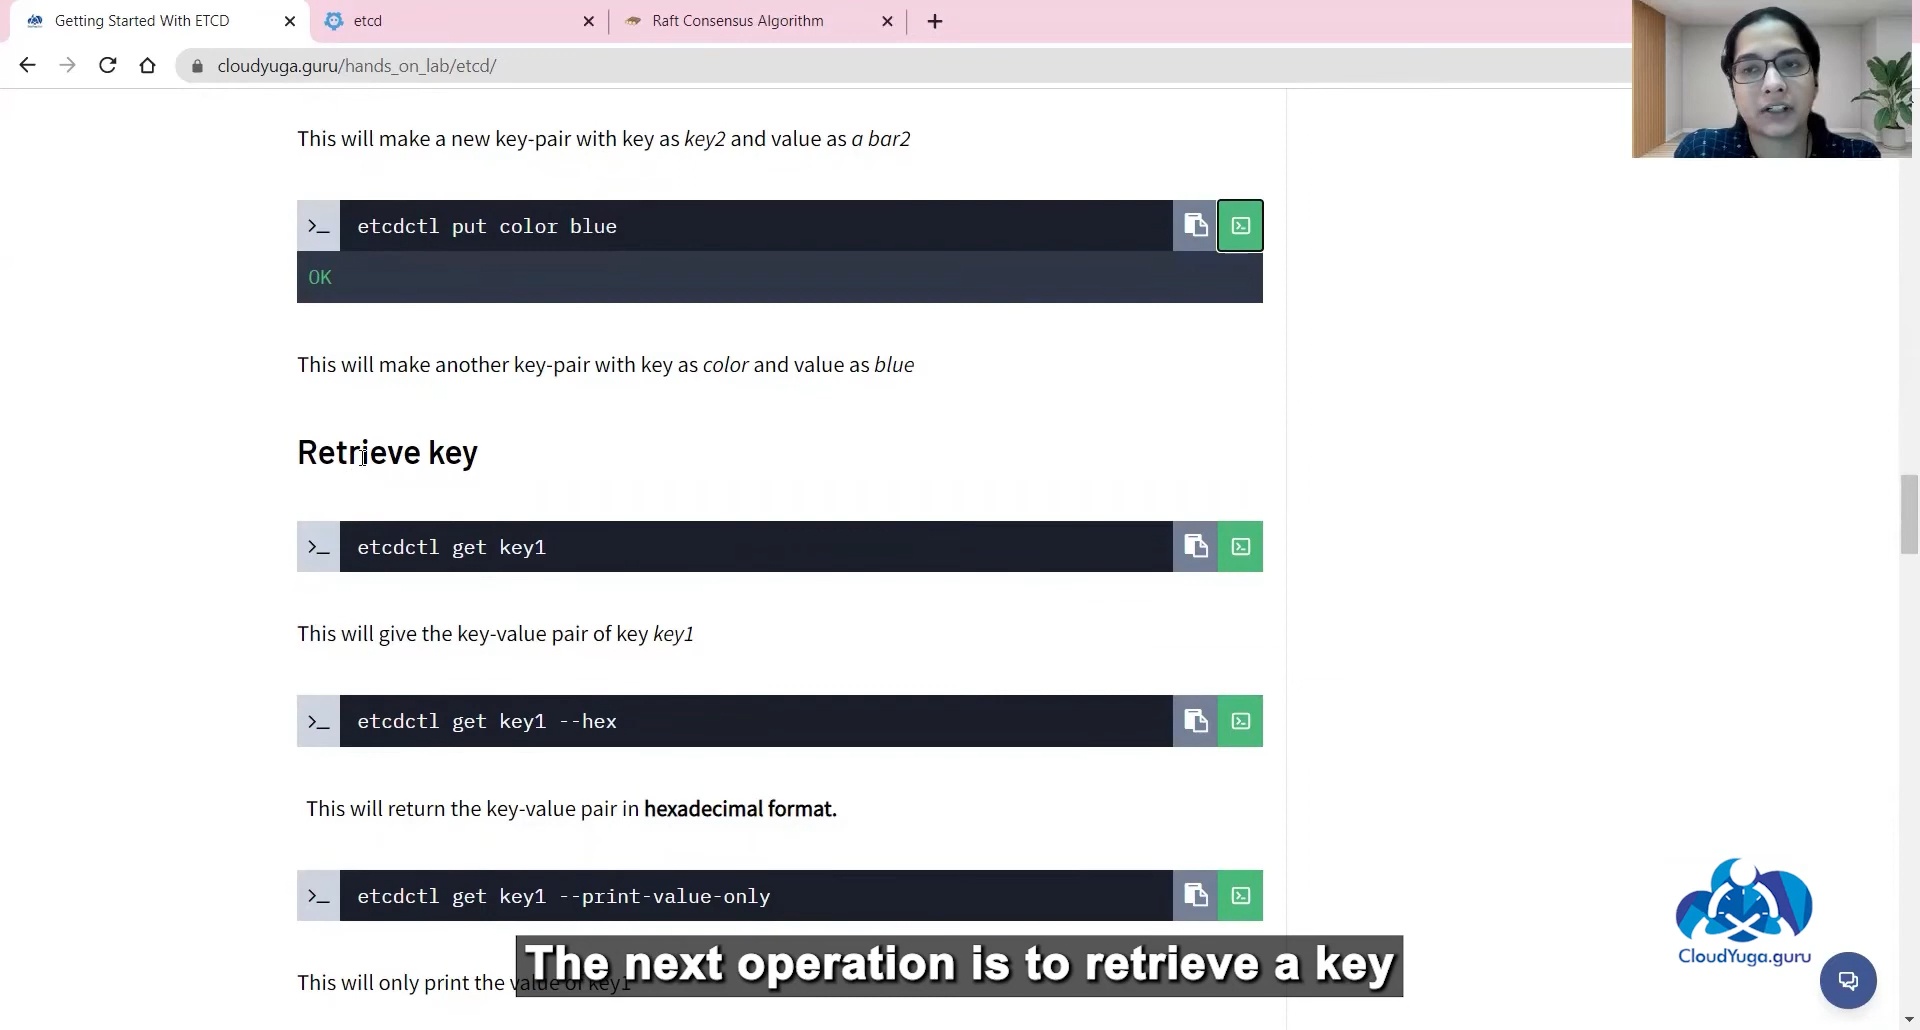 Getting Started With ETCD
etcd
Raft Consensus Algorithm
cloudyuga.guru/hands_on_lab/etcd/
This will make a new key-pair with key as key2 and value as a bar2
>_ etcdctl put color blue
OK
This will make another key-pair with key as color and value as blue
Retrieve key
>_ etcdctl get key1
This will give the key-value pair of key key1
>_ etcdctl get key1 --hex
This will return the key-value pair in hexadecimal format.
>_ etcdctl get key1 --print-value-only
The next operation is to retrieve a key
This will only print the value of key1
CloudYuga.guru